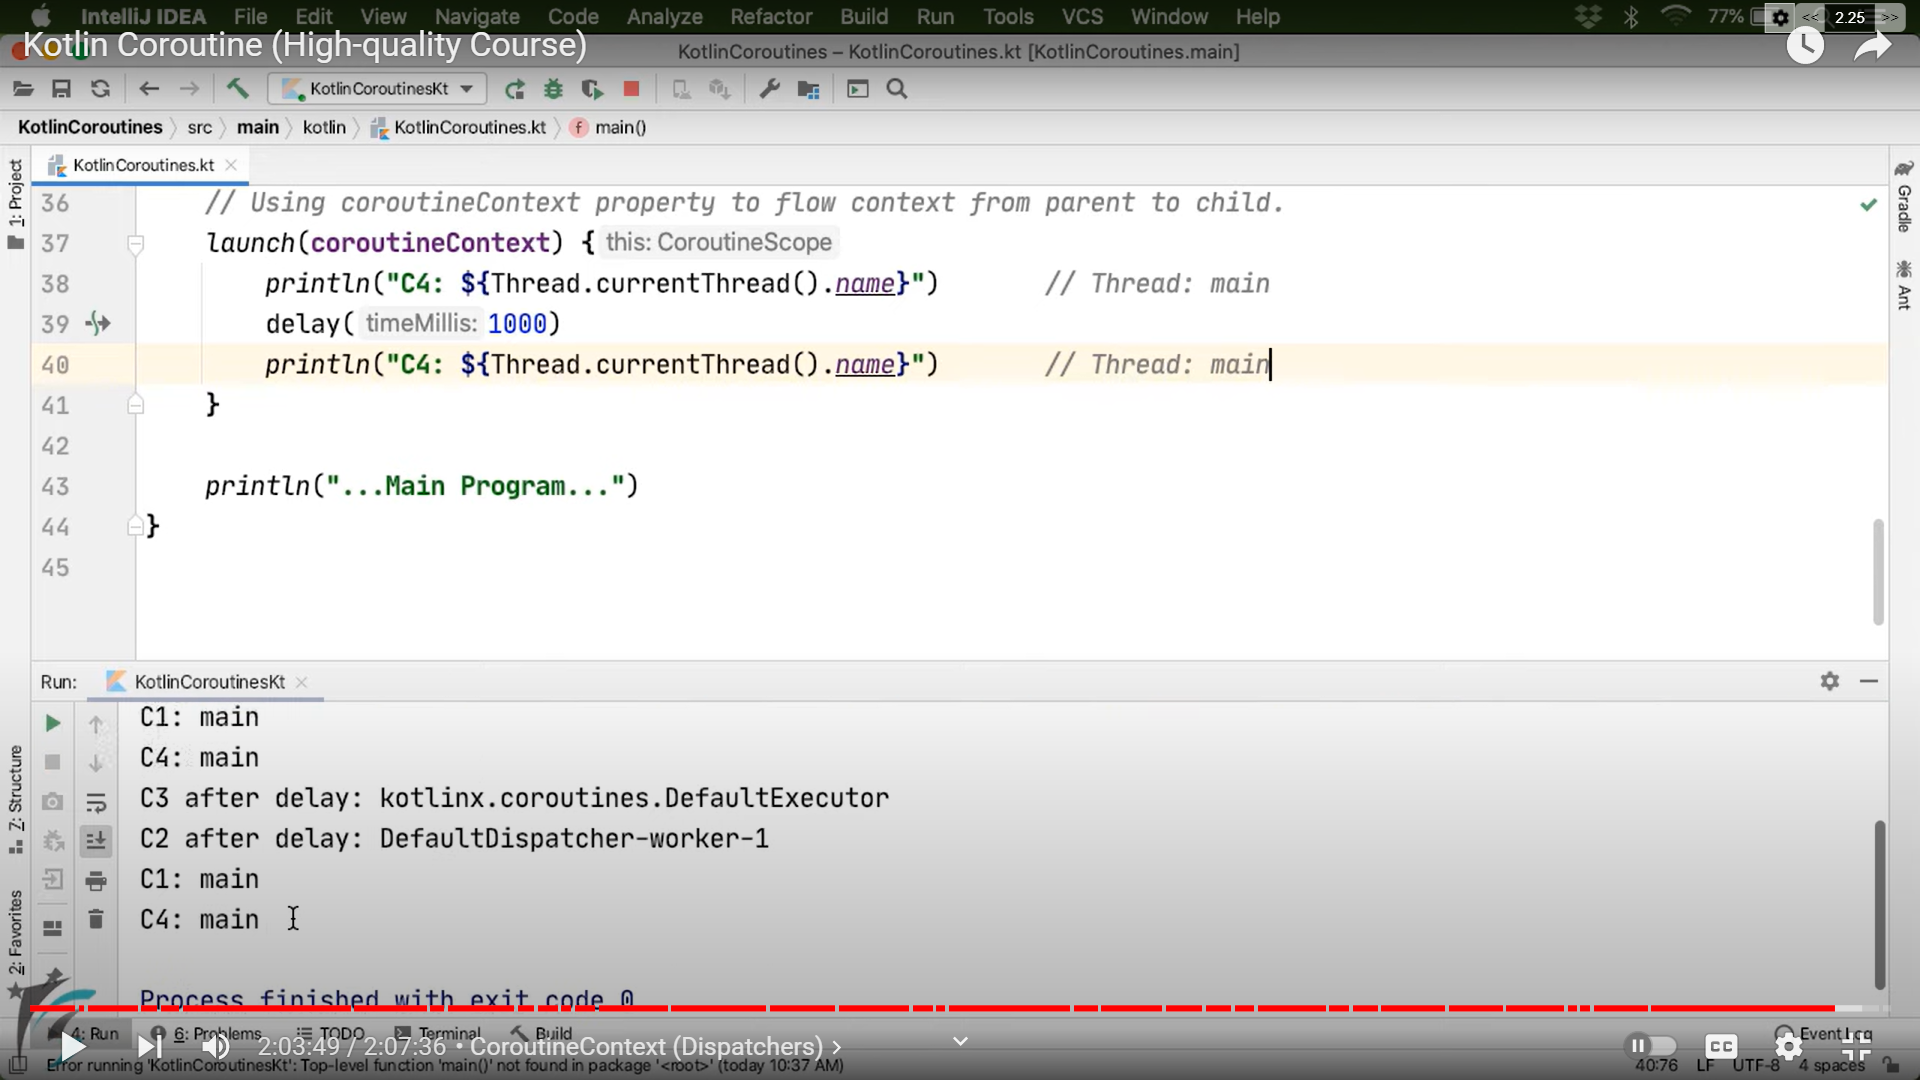 IntelliJ IDEA File Edit View Navigate Code Analyze Refactor Build Run Tools VCS Window Help 77% << 2.25 >>
Kotlin Coroutine (High-quality Course)
KotlinCoroutines – KotlinCoroutines.kt [KotlinCoroutines.main]
KotlinCoroutinesKt
KotlinCoroutines src main kotlin KotlinCoroutines.kt f main()
KotlinCoroutines.kt
1: Project
Gradle
Ant
36 // Using coroutineContext property to flow context from parent to child.
37 launch(coroutineContext) { this: CoroutineScope
38 println("C4: ${Thread.currentThread().name}") // Thread: main
39 delay( timeMillis: 1000)
40 println("C4: ${Thread.currentThread().name}") // Thread: main
41 }
42
43 println("...Main Program...")
44 }
45
Run: KotlinCoroutinesKt
C1: main
C4: main
C3 after delay: kotlinx.coroutines.DefaultExecutor
C2 after delay: DefaultDispatcher-worker-1
C1: main
C4: main
Process finished with exit code 0
Z: Structure
2: Favorites
4: Run 6: Problems TODO Terminal Build Event Log
2:03:49 / 2:07:36 • CoroutineContext (Dispatchers) CC
Error running 'KotlinCoroutinesKt': Top-level function 'main()' not found in package '<root>' (today 10:37 AM) 40:76 LF UTF-8 4 spaces